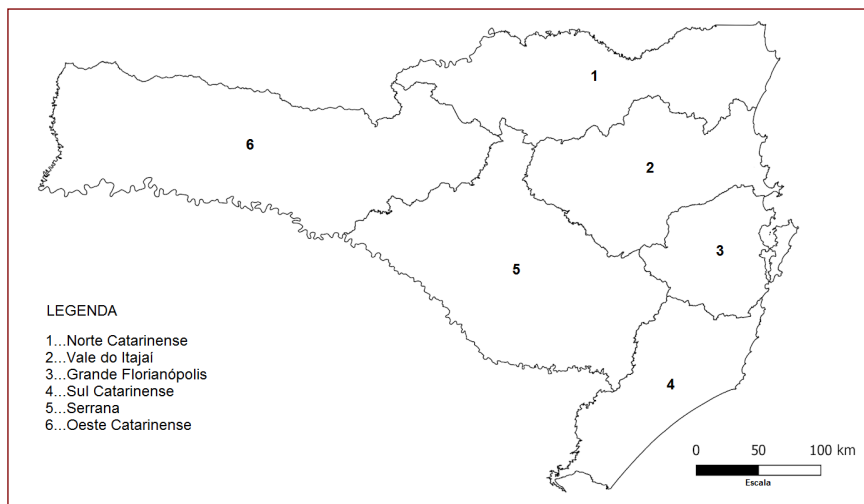 1
6
2
3
5
4
LEGENDA
1...Norte Catarinense
2...Vale do Itajaí
3...Grande Florianópolis
4...Sul Catarinense
5...Serrana
6...Oeste Catarinense
0 50 100 km
Escala